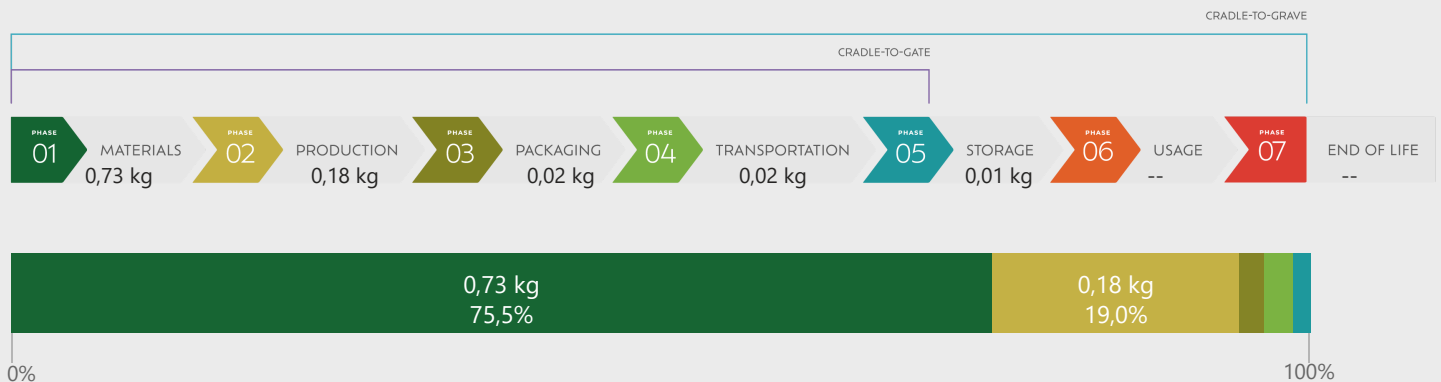 CRADLE-TO-GRAVE
CRADLE-TO-GATE
PHASE
01
MATERIALS
0,73 kg
PHASE
02
PRODUCTION
0,18 kg
PHASE
03
PACKAGING
0,02 kg
PHASE
04
TRANSPORTATION
0,02 kg
PHASE
05
STORAGE
0,01 kg
PHASE
06
USAGE
--
PHASE
07
END OF LIFE
--
0,73 kg
75,5%
0,18 kg
19,0%
0%
100%